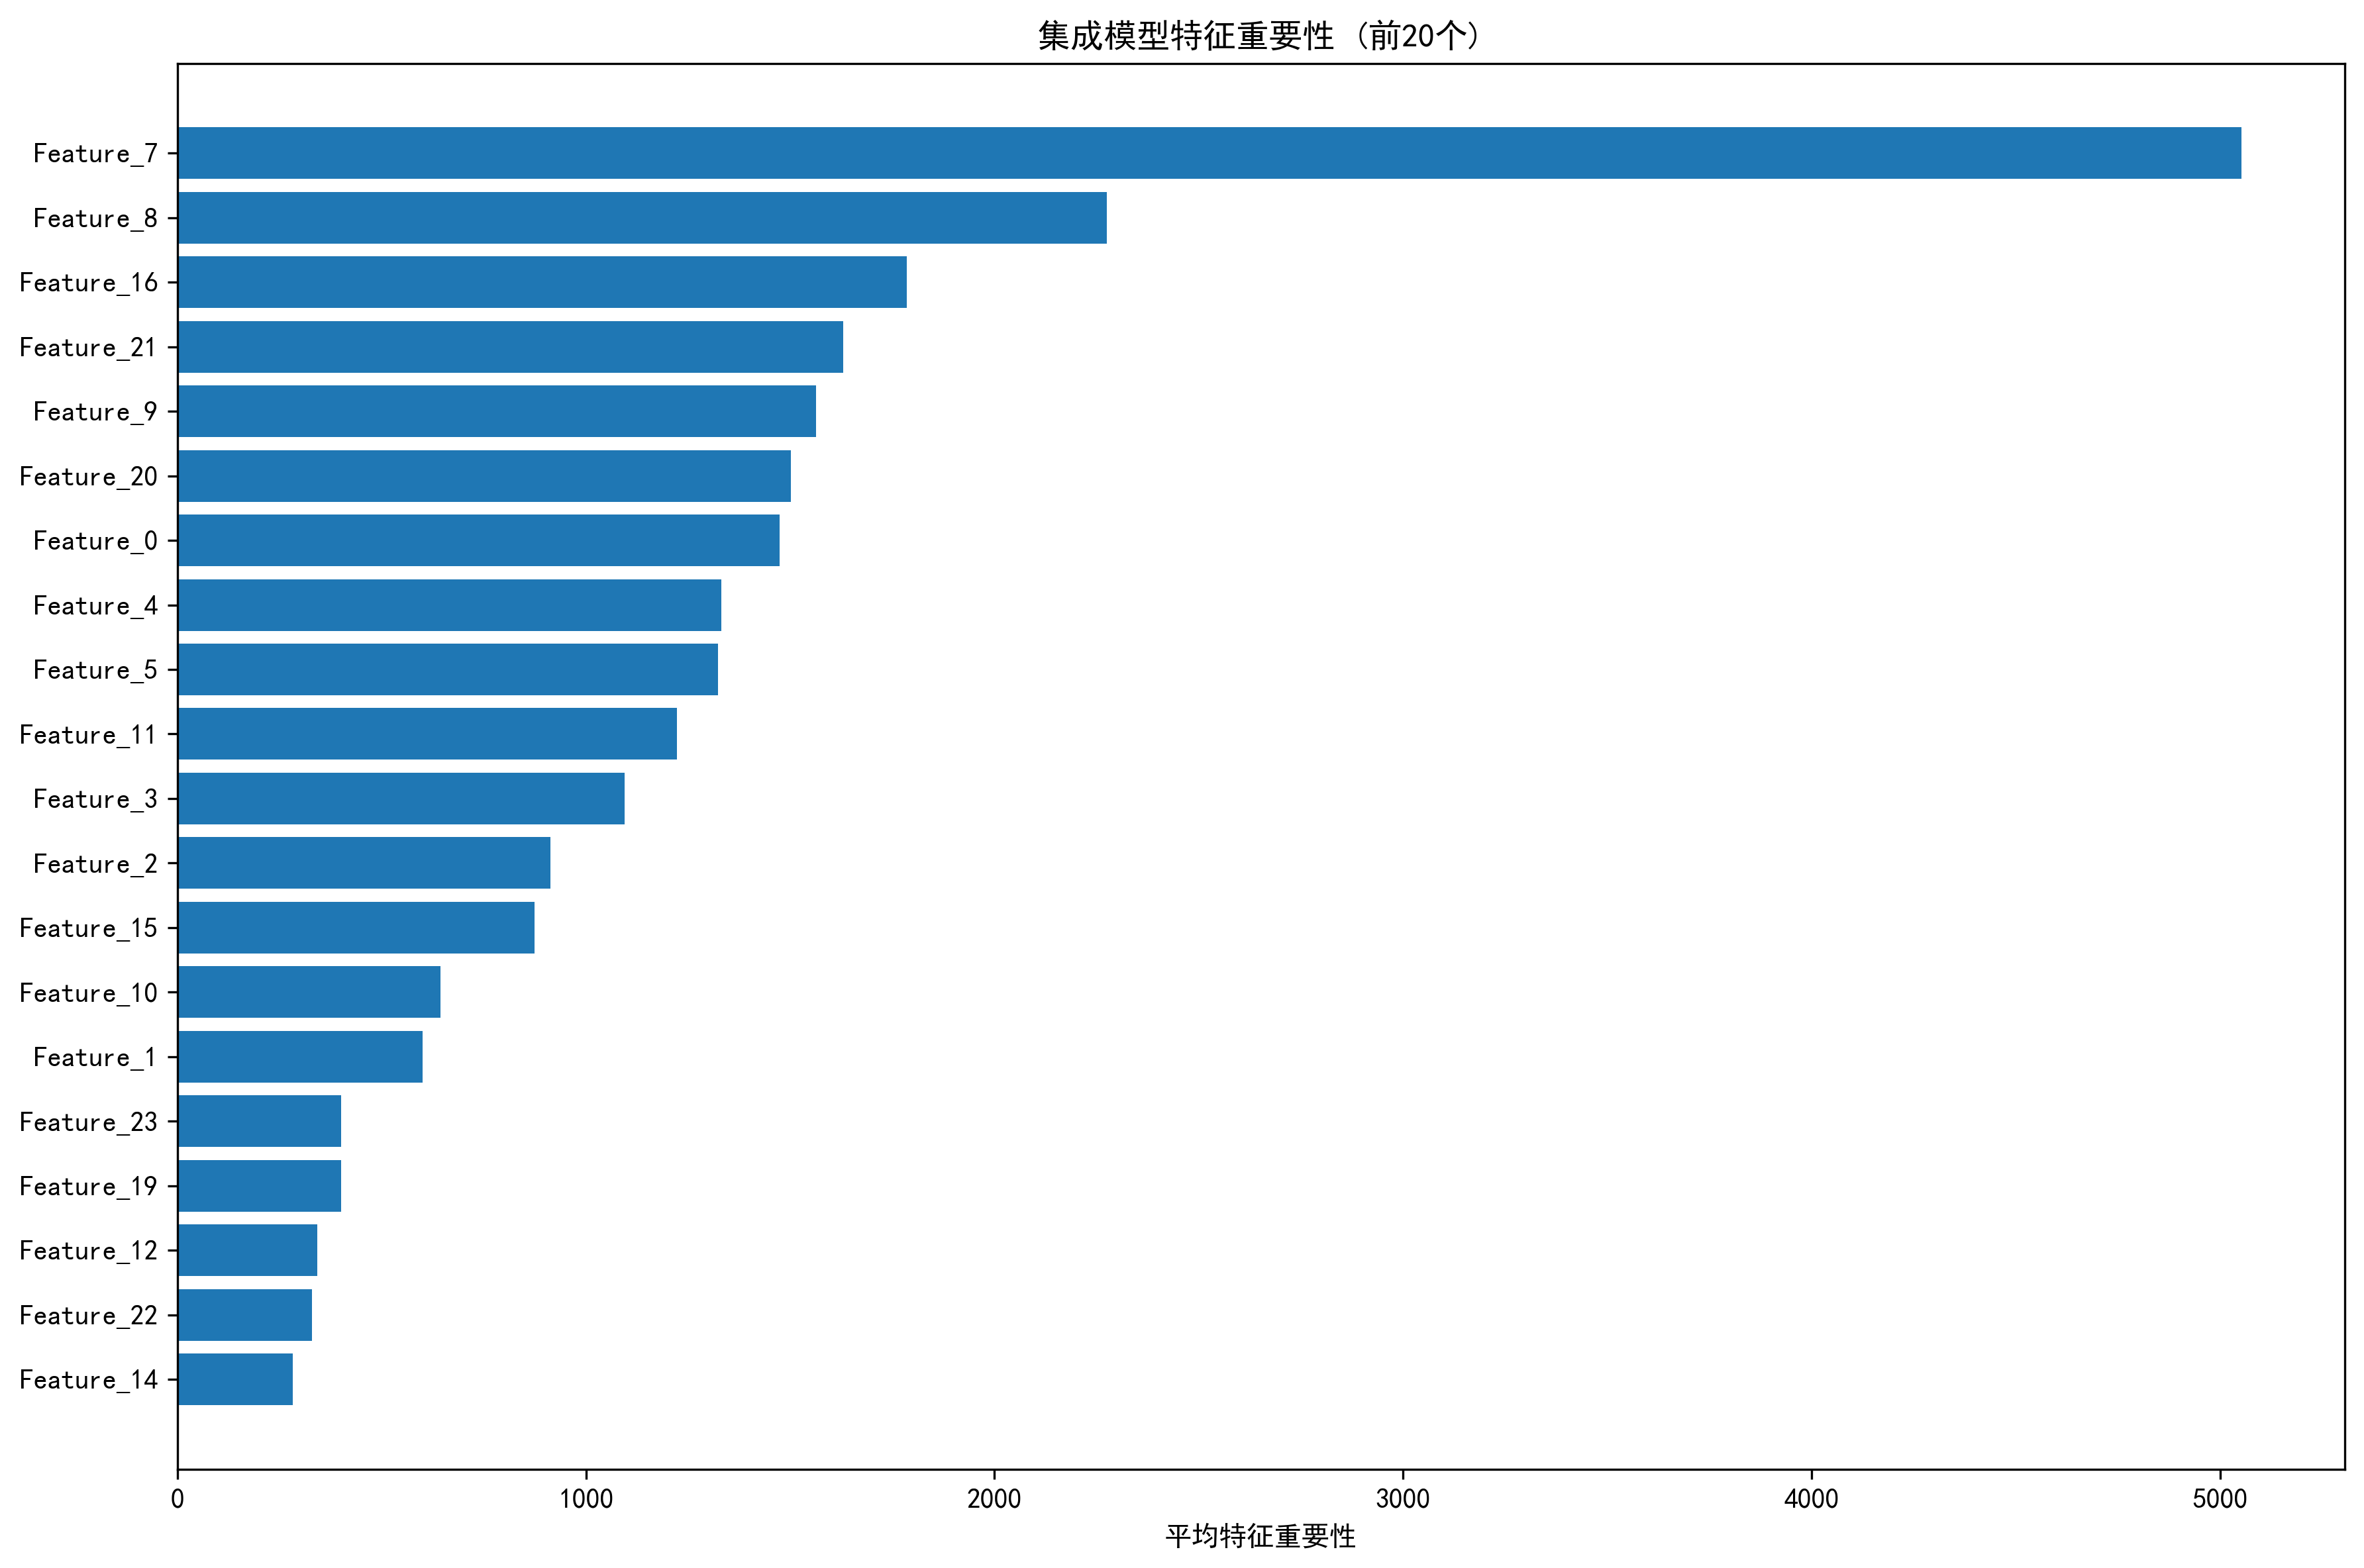 集成模型特征重要性 (前20个)
Feature_7
Feature_8
Feature_16
Feature_21
Feature_9
Feature_20
Feature_0
Feature_4
Feature_5
Feature_11
Feature_3
Feature_2
Feature_15
Feature_10
Feature_1
Feature_23
Feature_19
Feature_12
Feature_22
Feature_14
0 1000 2000 3000 4000 5000
平均特征重要性